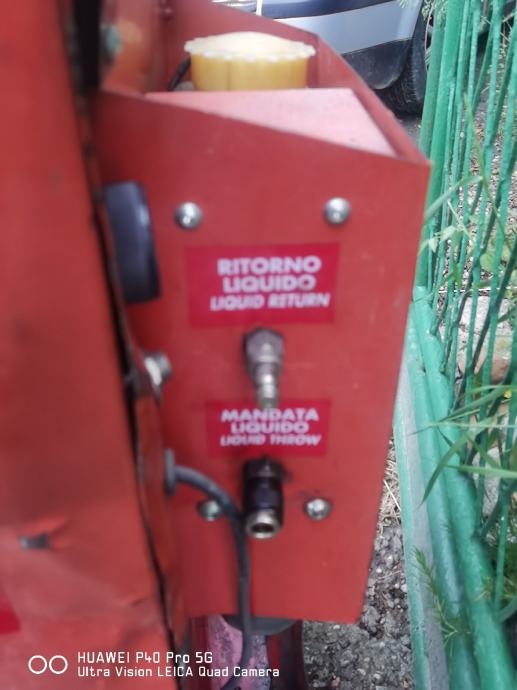 RITORNO
LIQUIDO
LIQUID RETURN
MANDATA
LIQUIDO
LIQUID THROW
HUAWEI P40 Pro 5G
Ultra Vision LEICA Quad Camera